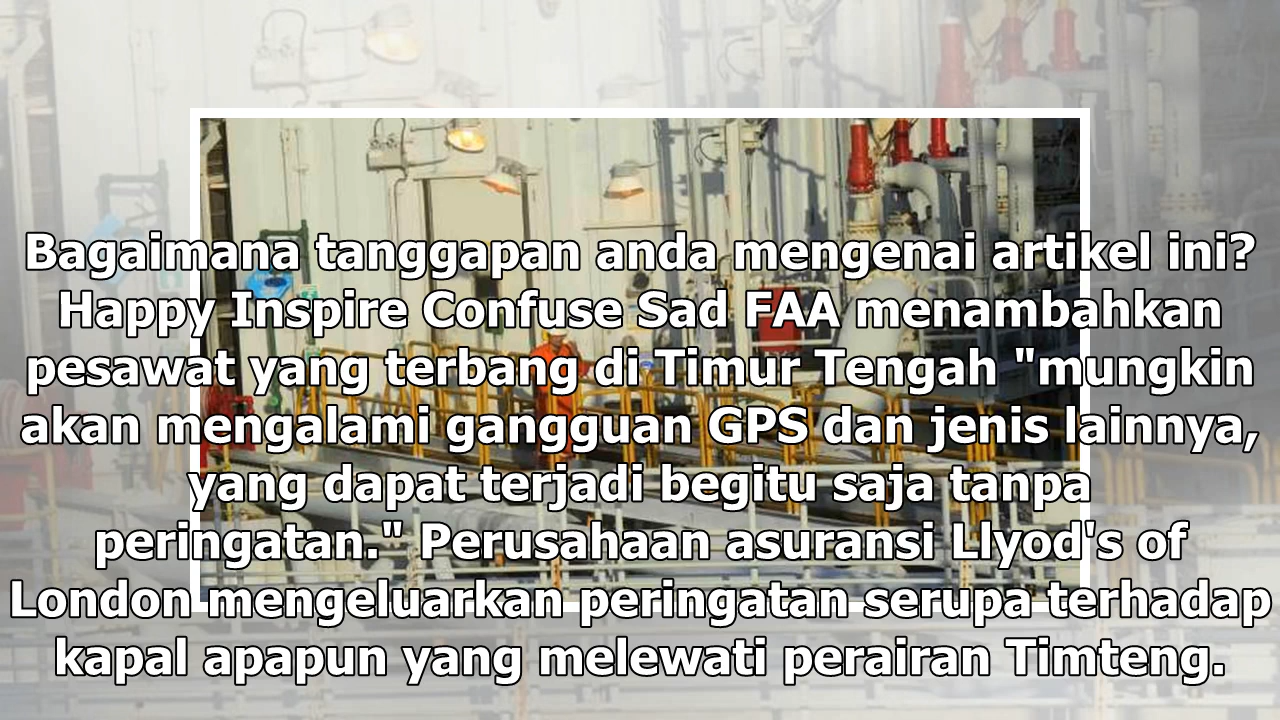 Bagaimana tanggapan anda mengenai artikel ini?
Happy Inspire Confuse Sad FAA menambahkan
pesawat yang terbang di Timur Tengah "mungkin
akan mengalami gangguan GPS dan jenis lainnya,
yang dapat terjadi begitu saja tanpa
peringatan." Perusahaan asuransi Llyod's of
London mengeluarkan peringatan serupa terhadap
kapal apapun yang melewati perairan Timteng.